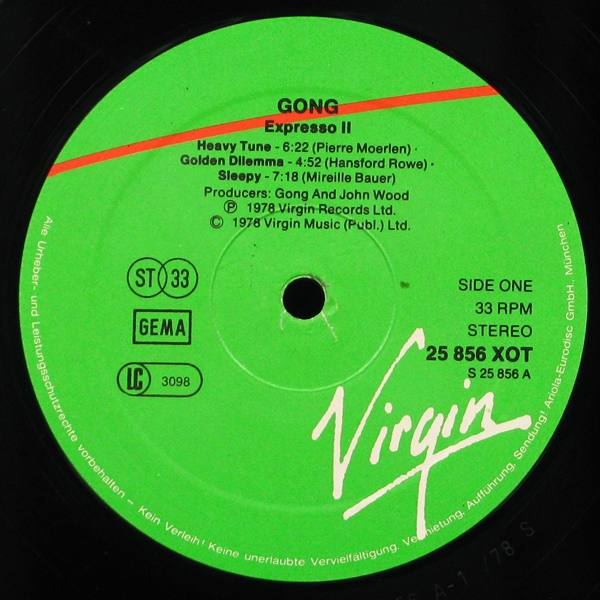 GONG
Expresso II
Heavy Tune - 6:22 (Pierre Moerlen) ·
Golden Dilemma - 4:52 (Hansford Rowe) ·
Sleepy - 7:18 (Mireille Bauer)
Producers: Gong And John Wood
Ⓟ 1978 Virgin Records Ltd.
© 1978 Virgin Music (Publ.) Ltd.
ST 33
GEMA
LC 3098
SIDE ONE
33 RPM
STEREO
25 856 XOT
S 25 856 A
Virgin
Alle Urheber- und Leistungsschutzrechte vorbehalten – Kein Verleih! Keine unerlaubte Vervielfältigung, Vermietung, Aufführung, Sendung! Ariola-Eurodisc GmbH., München
A-1 /78 S